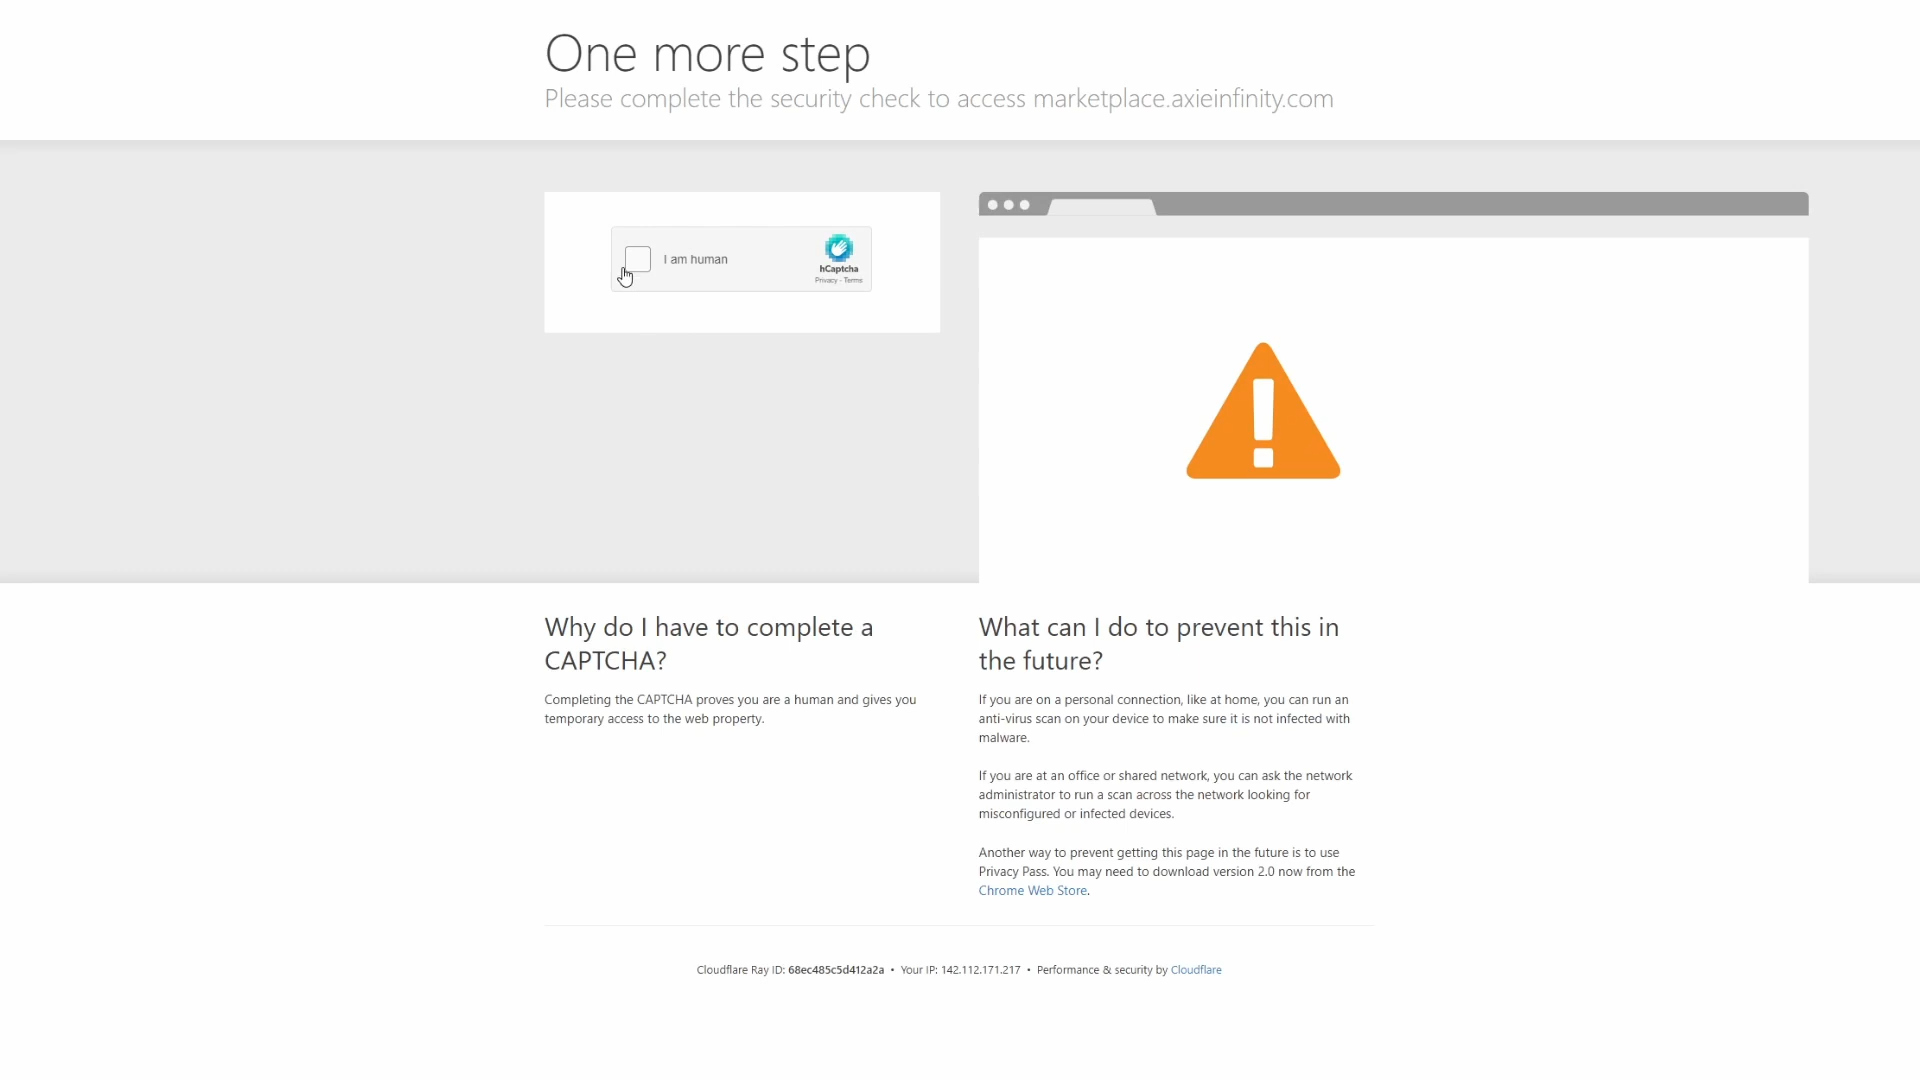 One more step
Please complete the security check to access marketplace.axieinfinity.com
I am human
hCaptcha
Privacy - Terms
Why do I have to complete a
CAPTCHA?
Completing the CAPTCHA proves you are a human and gives you
temporary access to the web property.
What can I do to prevent this in
the future?
If you are on a personal connection, like at home, you can run an
anti-virus scan on your device to make sure it is not infected with
malware.
If you are at an office or shared network, you can ask the network
administrator to run a scan across the network looking for
misconfigured or infected devices.
Another way to prevent getting this page in the future is to use
Privacy Pass. You may need to download version 2.0 now from the
Chrome Web Store.
Cloudflare Ray ID: 68ec485c5d412a2a • Your IP: 142.112.171.217 • Performance & security by Cloudflare